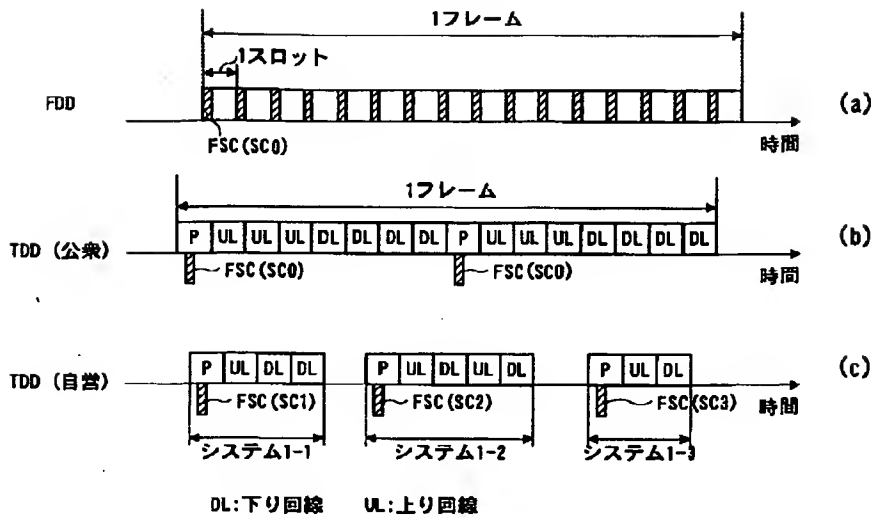 1フレーム
1スロット
FDD
FSC(SC0)
時間
(a)
1フレーム
TDD (公衆)
P UL UL UL DL DL DL DL P UL UL UL DL DL DL DL
(b)
FSC(SC0)
FSC(SC0)
時間
TDD (自営)
P UL DL DL
P UL DL UL DL
P UL DL
(c)
FSC(SC1)
FSC(SC2)
FSC(SC3)
時間
システム1-1
システム1-2
システム1-3
DL:下り回線 UL:上り回線